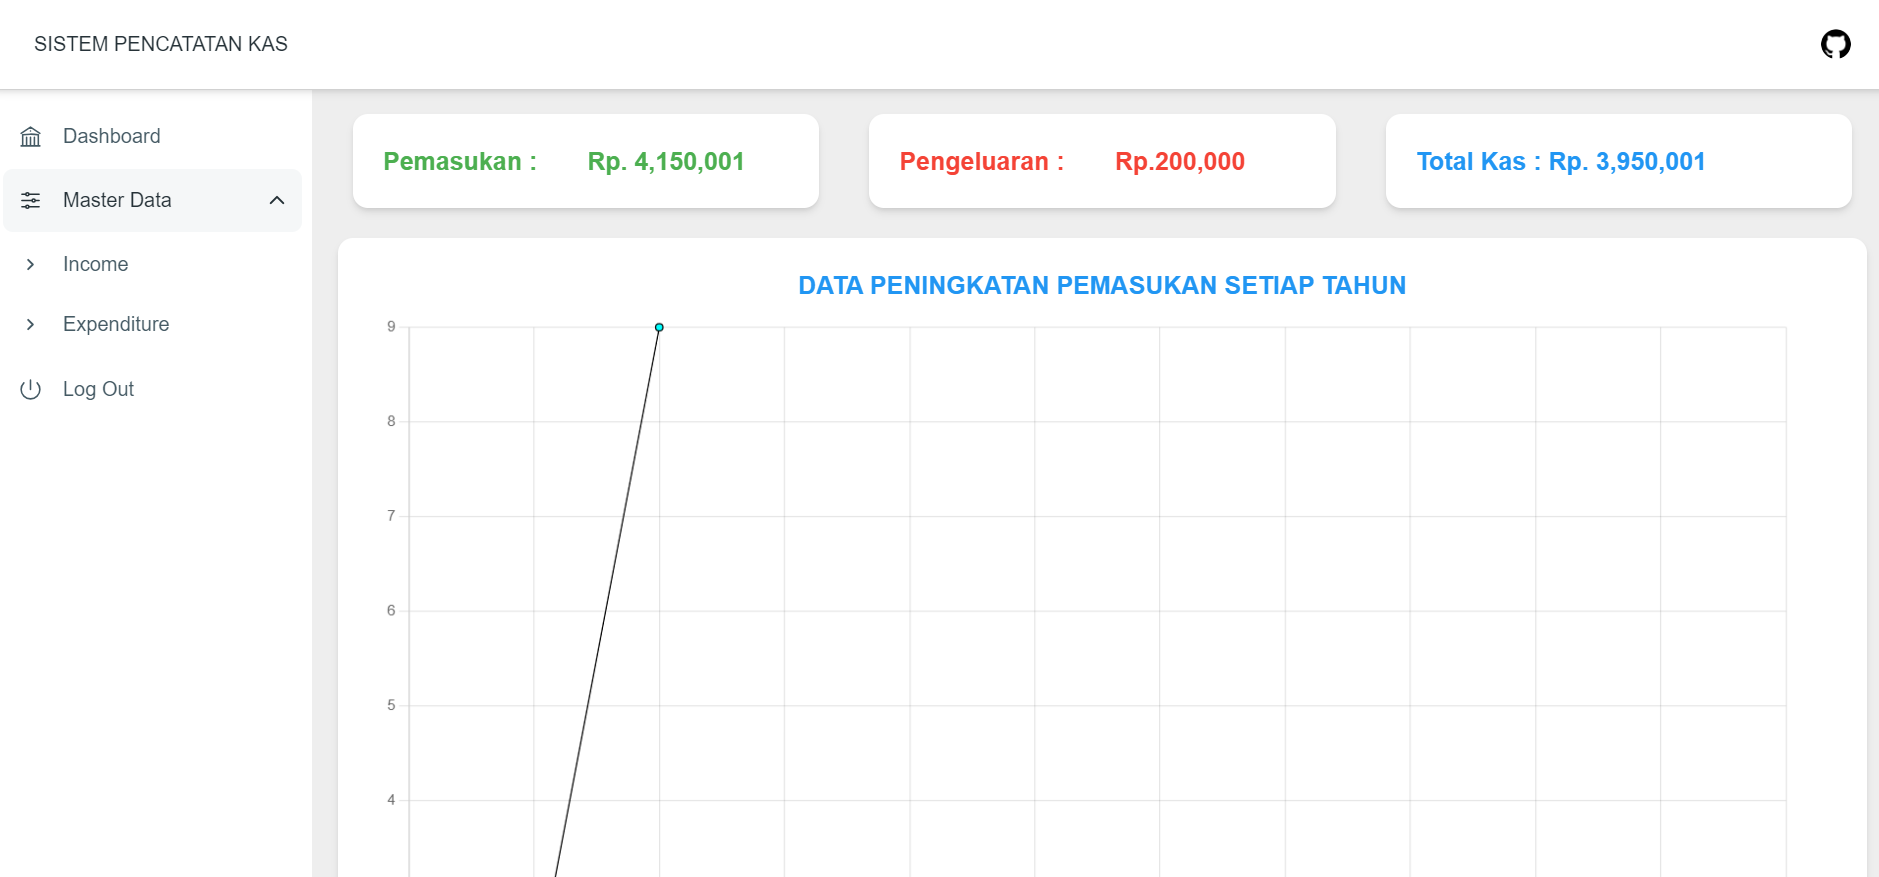 SISTEM PENCATATAN KAS
Dashboard
Master Data
Income
Expenditure
Log Out
Pemasukan : Rp. 4,150,001
Pengeluaran : Rp.200,000
Total Kas : Rp. 3,950,001
DATA PENINGKATAN PEMASUKAN SETIAP TAHUN
9
8
7
6
5
4